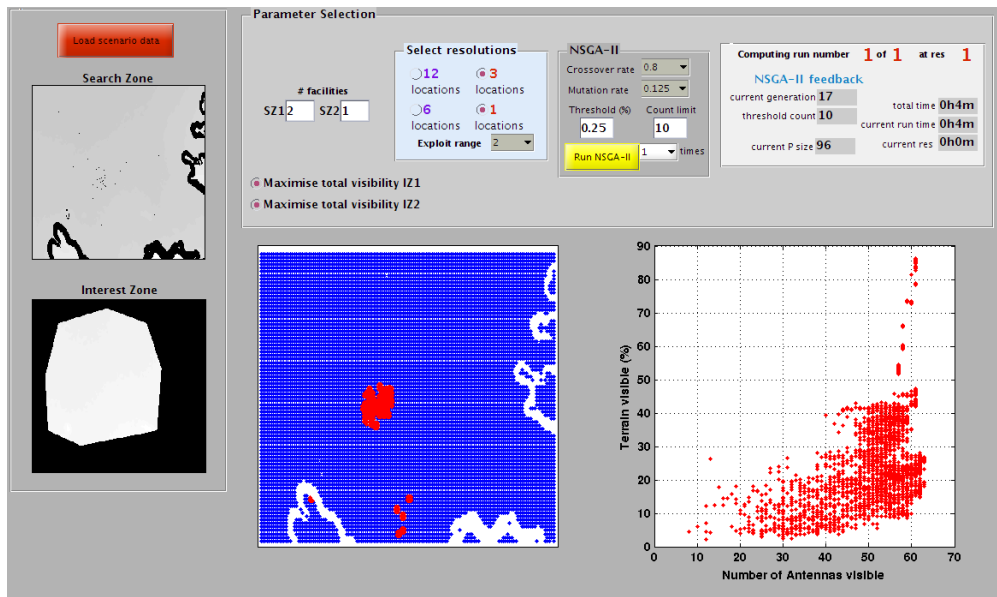 Load scenario data
Search Zone
Interest Zone
Parameter Selection
# facilities
SZ1 2 SZ2 1
Select resolutions
12 locations
3 locations
6 locations
1 locations
Exploit range 2
Maximise total visibility IZ1
Maximise total visibility IZ2
NSGA-II
Crossover rate 0.8
Mutation rate 0.125
Threshold (%) Count limit
0.25 10
Run NSGA-II 1 times
Computing run number 1 of 1 at res 1
NSGA-II feedback
current generation 17
threshold count 10
current P size 96
total time 0h4m
current run time 0h4m
current res 0h0m
90
80
70
60
50
40
30
20
10
0
Terrain visible (%)
0 10 20 30 40 50 60 70
Number of Antennas visible